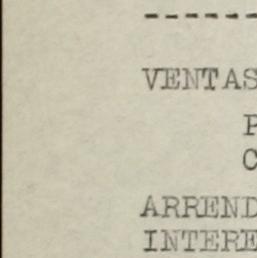 -----
VENTAS
P
C
ARREND
INTERE